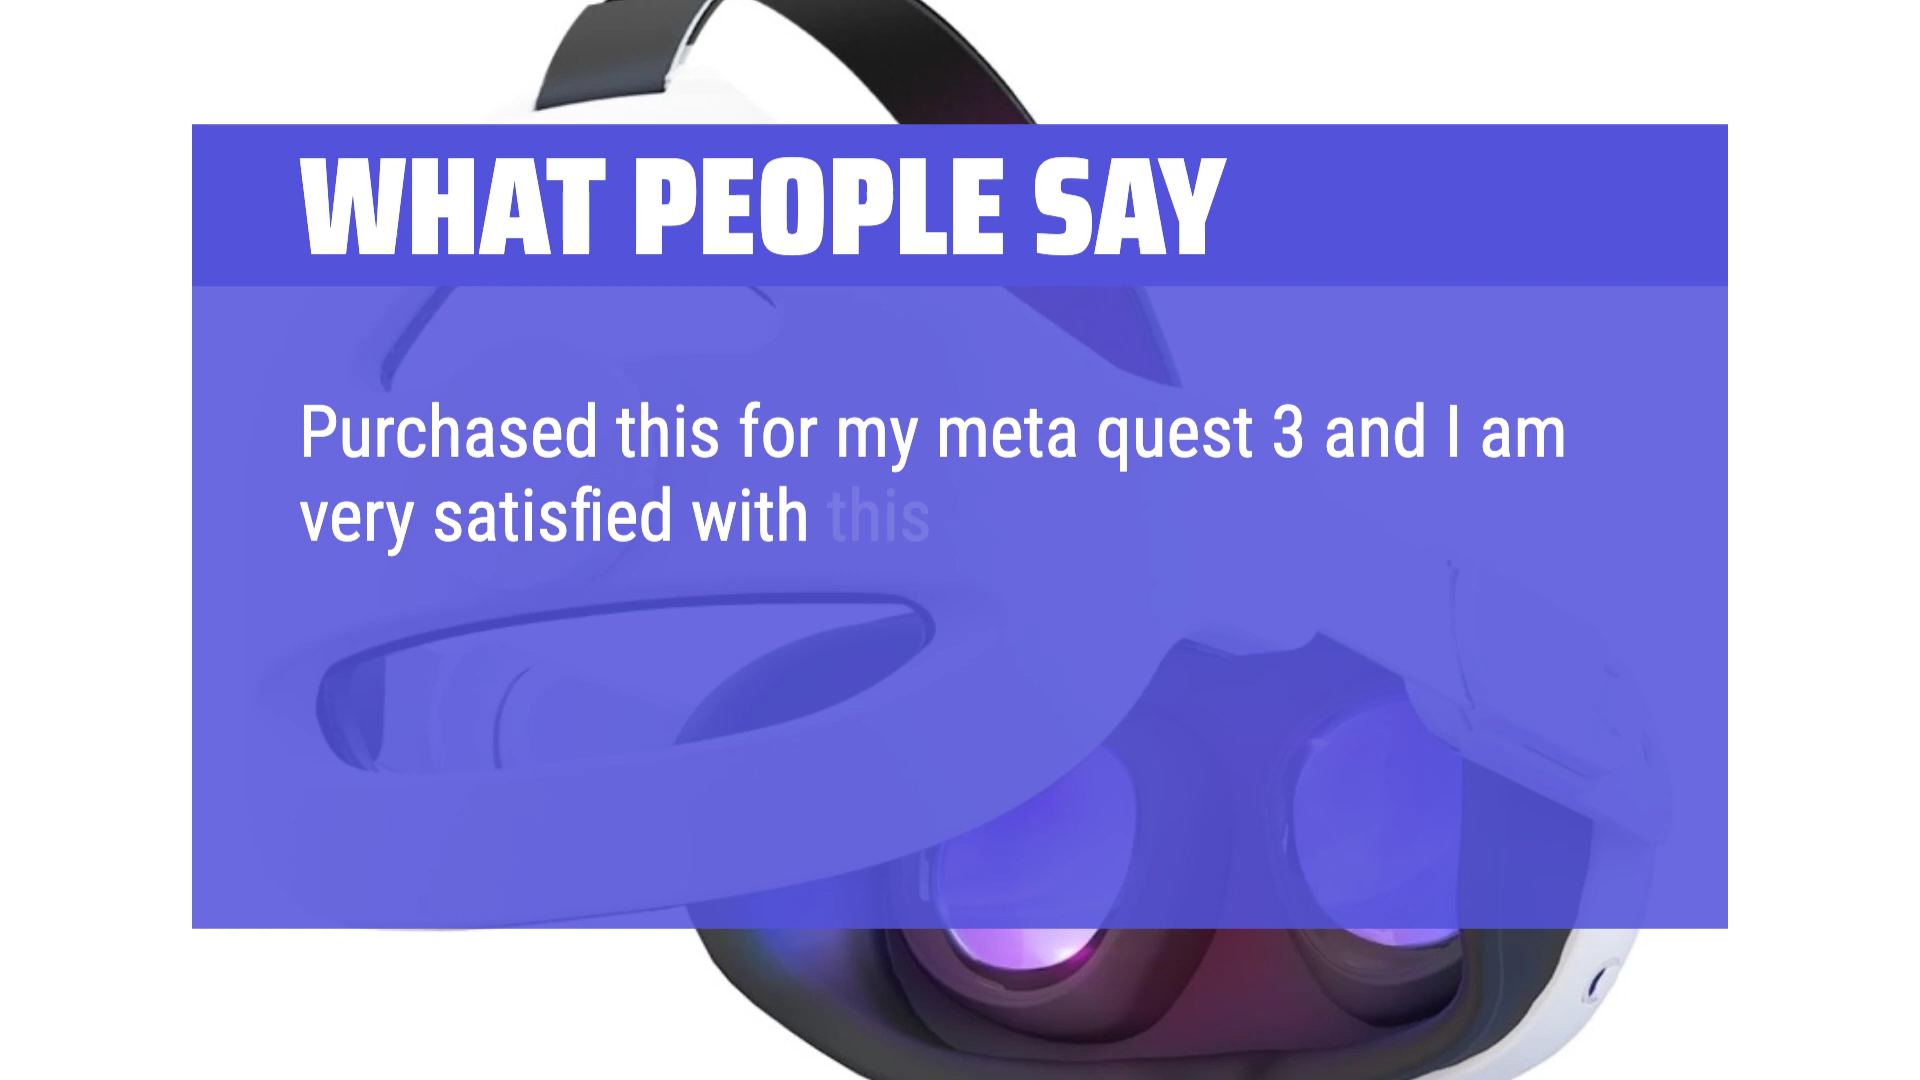 WHAT PEOPLE SAY
Purchased this for my meta quest 3 and I am
very satisfied with this